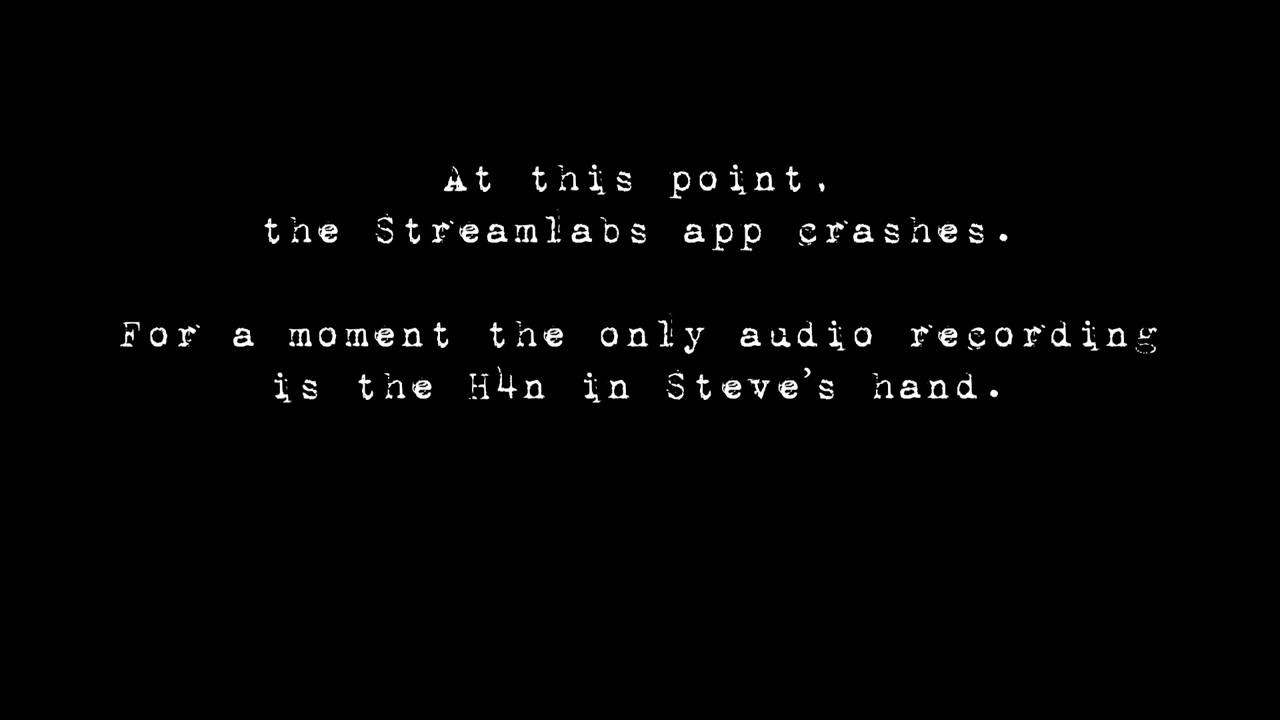 At this point,
the Streamlabs app crashes.
For a moment the only audio recording
is the H4n in Steve's hand.